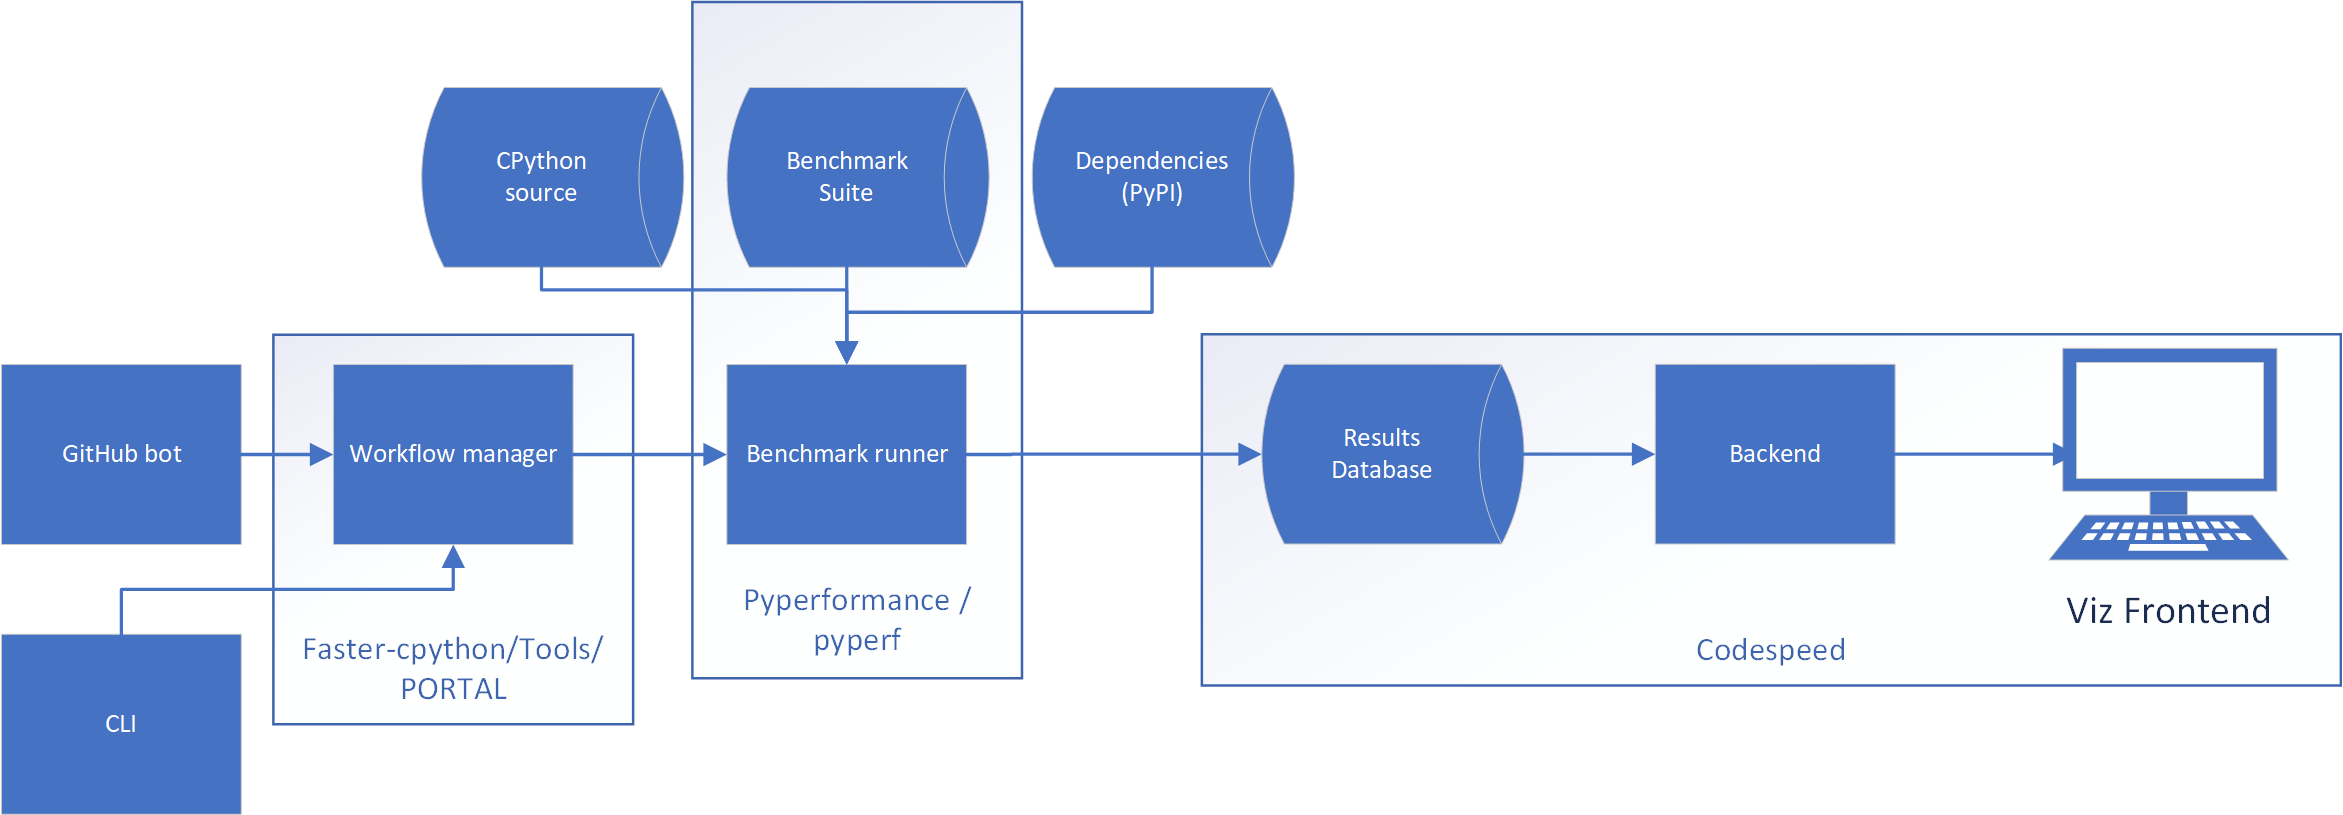 CPython
source
Benchmark
Suite
Dependencies
(PyPI)
GitHub bot
Workflow manager
Benchmark runner
Results
Database
Backend
Viz Frontend
Pyperformance /
pyperf
Faster-cpython/Tools/
PORTAL
Codespeed
CLI